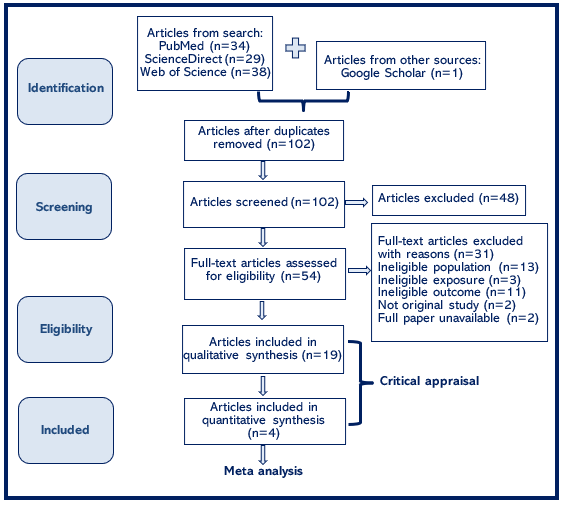 Articles from search:
PubMed (n=34)
ScienceDirect (n=29)
Web of Science (n=38)
Articles from other sources:
Google Scholar (n=1)
Identification
Articles after duplicates
removed (n=102)
Screening
Articles screened (n=102)
Articles excluded (n=48)
Full-text articles assessed
for eligibility (n=54)
Full-text articles excluded
with reasons (n=31)
Ineligible population (n=13)
Ineligible exposure (n=3)
Ineligible outcome (n=11)
Not original study (n=2)
Full paper unavailable (n=2)
Eligibility
Articles included in
qualitative synthesis (n=19)
Critical appraisal
Included
Articles included in
quantitative synthesis
(n=4)
Meta analysis